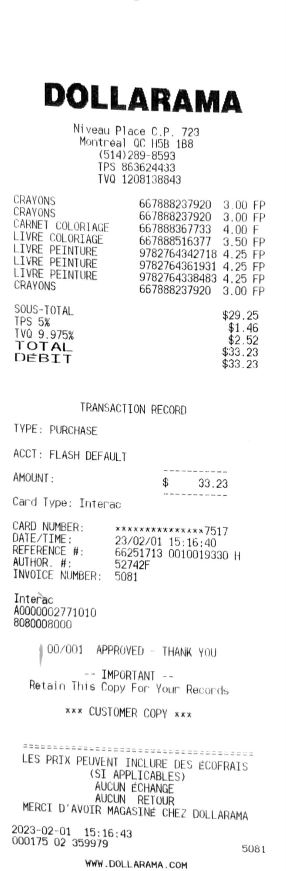 DOLLARAMA
Niveau Place C.P. 723
Montreal QC H5B 1B8
(514)289-8593
TPS 863624433
TVQ 1208138843
CRAYONS 667888237920 3.00 FP
CRAYONS 667888237920 3.00 FP
CARNET COLORIAGE 667888367733 4.00 F
LIVRE COLORIAGE 667888516377 3.50 FP
LIVRE PEINTURE 9782764342718 4.25 FP
LIVRE PEINTURE 9782764361931 4.25 FP
LIVRE PEINTURE 9782764338483 4.25 FP
CRAYONS 667888237920 3.00 FP
SOUS-TOTAL $29.25
TPS 5% $1.46
TVQ 9.975% $2.52
TOTAL $33.23
DEBIT $33.23
TRANSACTION RECORD
TYPE: PURCHASE
ACCT: FLASH DEFAULT
-----------
AMOUNT: $ 33.23
-----------
Card Type: Interac
CARD NUMBER: ***************7517
DATE/TIME: 23/02/01 15:16:40
REFERENCE #: 66251713 0010019330 H
AUTHOR. #: 52742F
INVOICE NUMBER: 5081
Interac
A0000002771010
8080008000
00/001 APPROVED - THANK YOU
-- IMPORTANT --
Retain This Copy For Your Records
*** CUSTOMER COPY ***
===================================
LES PRIX PEUVENT INCLURE DES ÉCOFRAIS
(SI APPLICABLES)
AUCUN ÉCHANGE
AUCUN RETOUR
MERCI D'AVOIR MAGASINÉ CHEZ DOLLARAMA
2023-02-01 15:16:43
000175 02 359979 5081
WWW.DOLLARAMA.COM